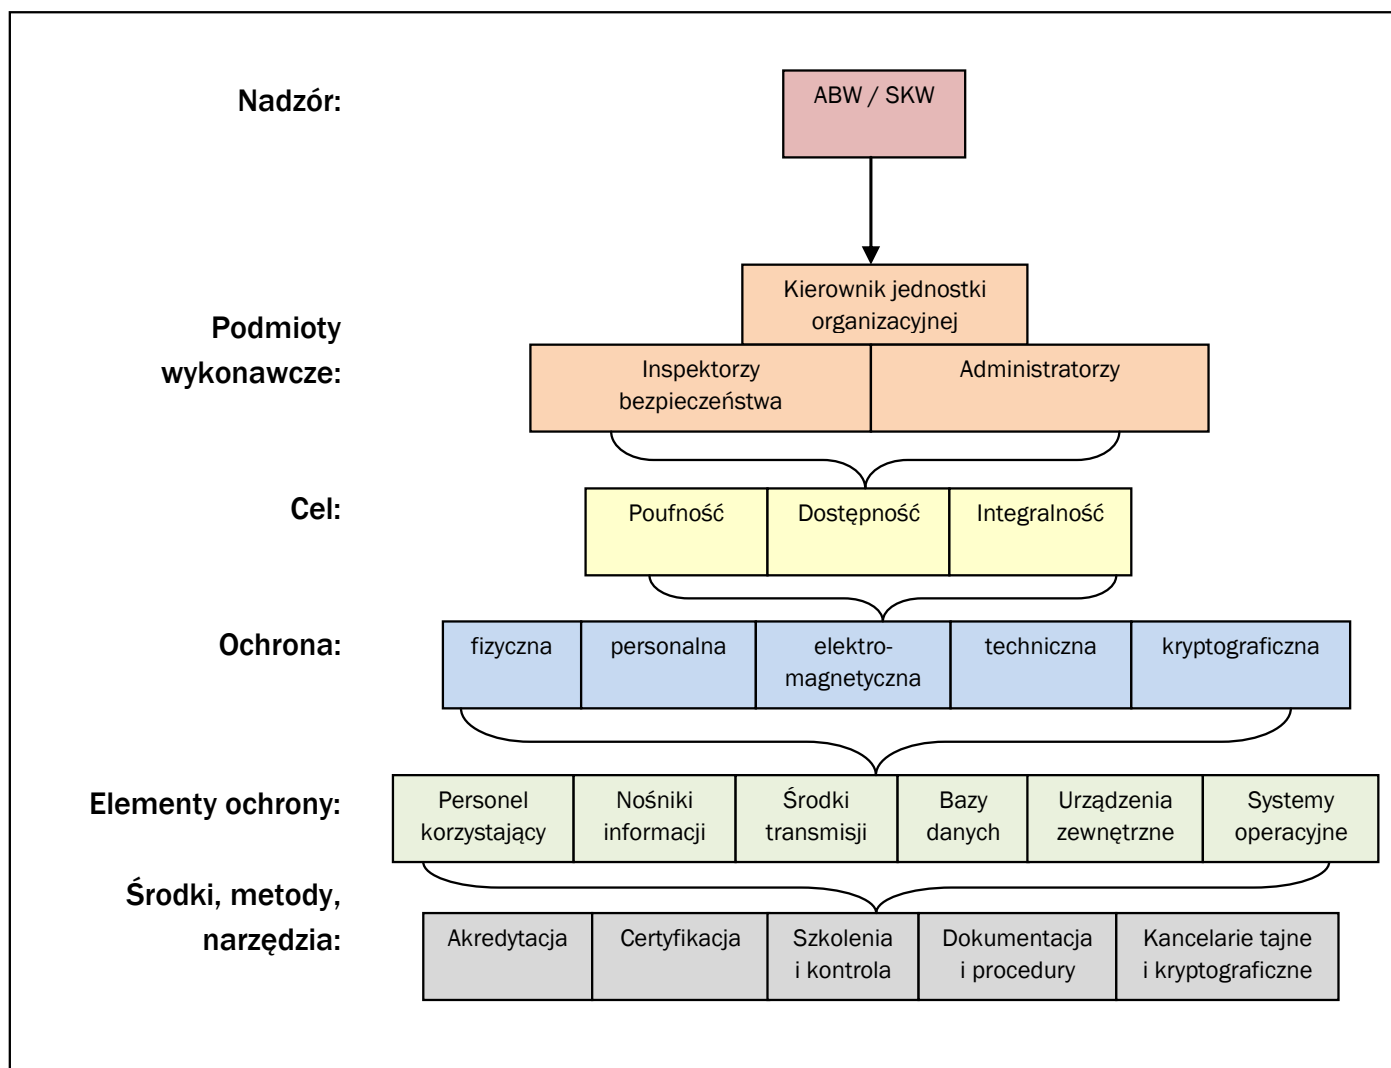 Nadzór:
ABW / SKW
Podmioty
wykonawcze:
Kierownik jednostki
organizacyjnej
Inspektorzy
bezpieczeństwa
Administratorzy
Cel:
Poufność
Dostępność
Integralność
Ochrona:
fizyczna
personalna
elektro-
magnetyczna
techniczna
kryptograficzna
Elementy ochrony:
Personel
korzystający
Nośniki
informacji
Środki
transmisji
Bazy
danych
Urządzenia
zewnętrzne
Systemy
operacyjne
Środki, metody,
narzędzia:
Akredytacja
Certyfikacja
Szkolenia
i kontrola
Dokumentacja
i procedury
Kancelarie tajne
i kryptograficzne